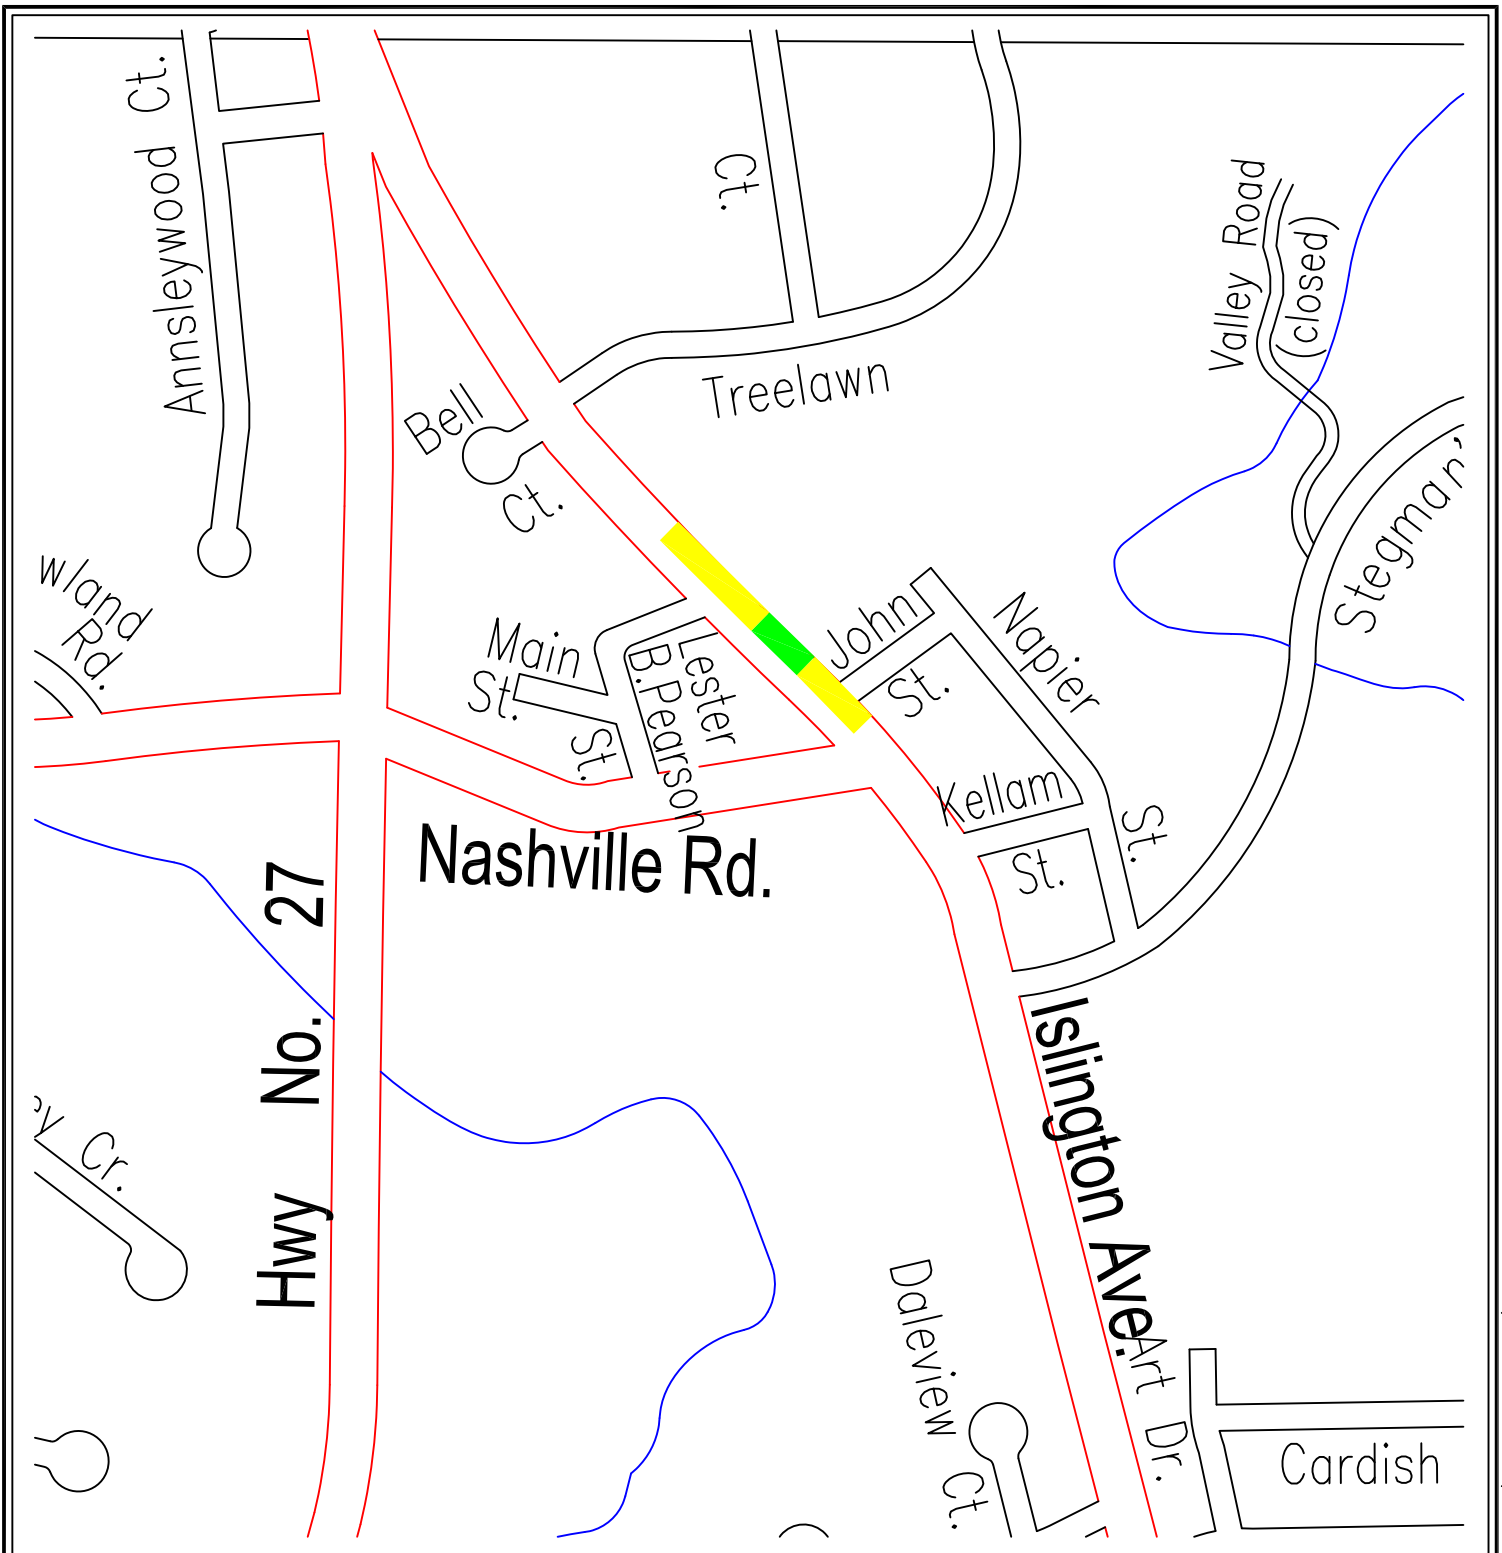 Annsleywood Ct.
Ct.
Treelawn
Valley Road
(closed)
Bell
Ct.
Stegman'
wland
Rd.
Main
St.
Lester
B.Pearson
St.
John
St.
Napier
St.
Kellam
St.
Nashville Rd.
Hwy No. 27
Islington Ave.
Cr.
Daleview Ct.
Art Dr.
Cardish